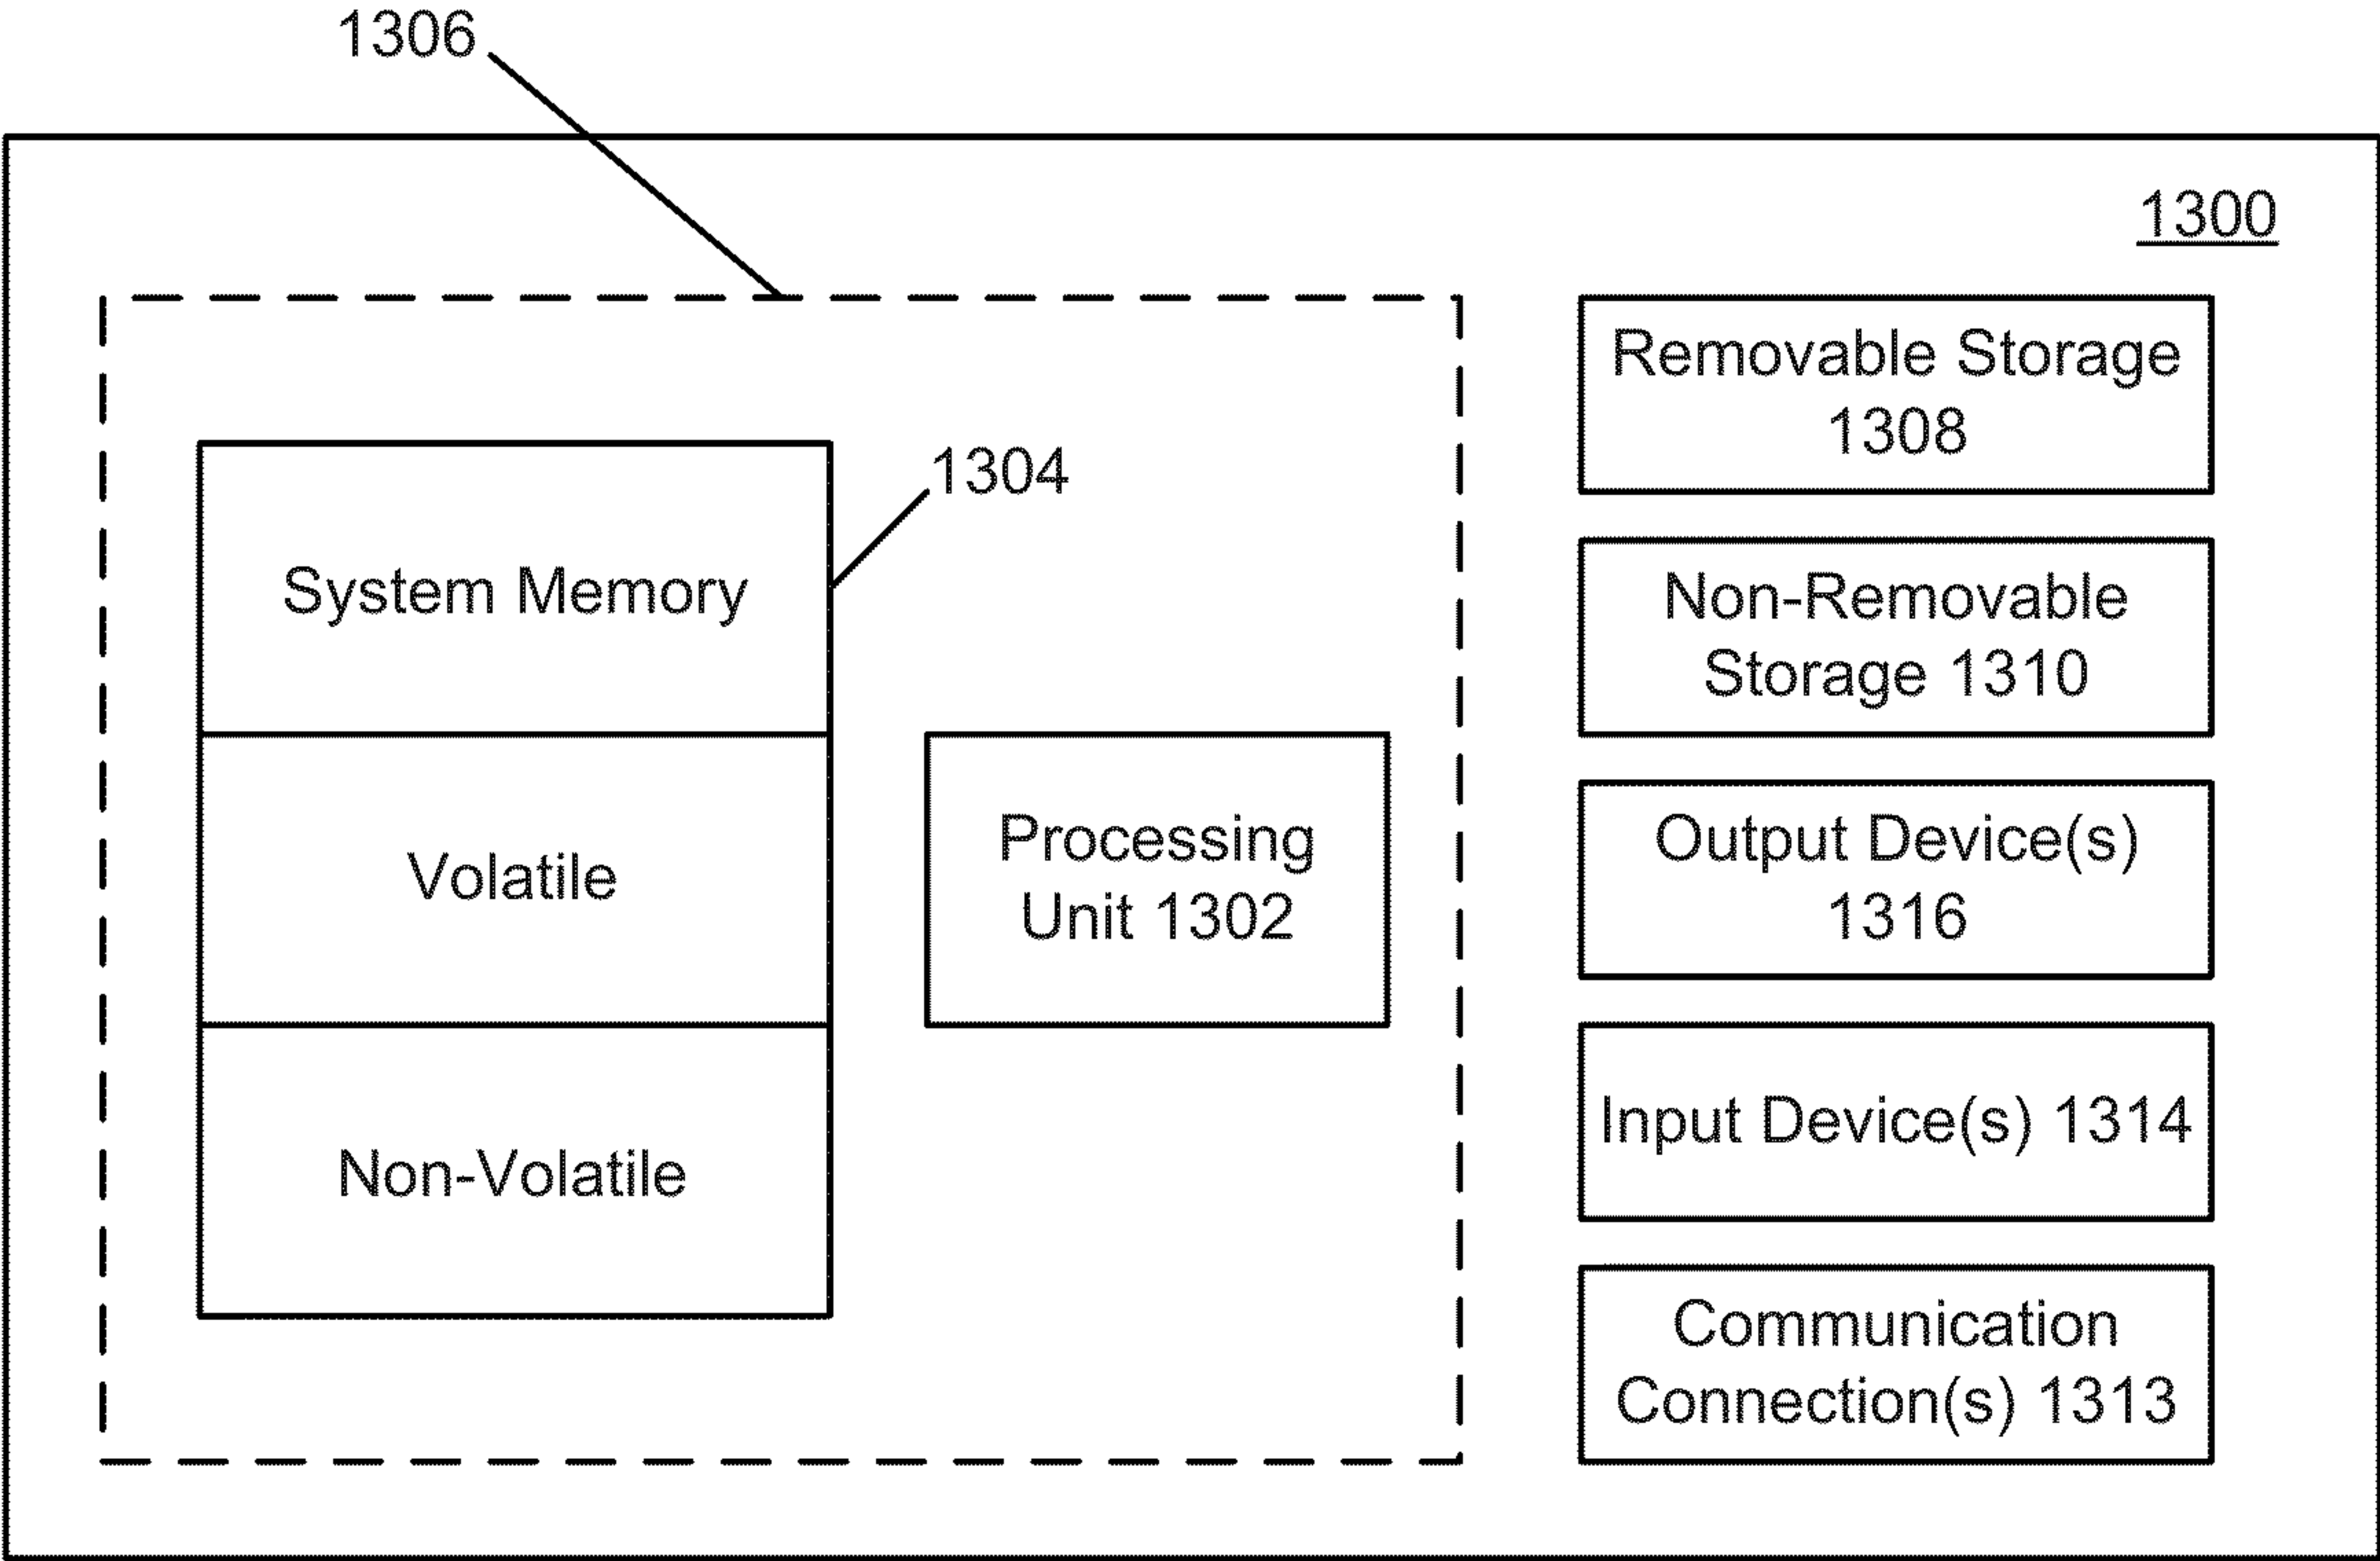 1306
1300
1304
System Memory
Volatile
Non-Volatile
Processing
Unit 1302
Removable Storage
1308
Non-Removable
Storage 1310
Output Device(s)
1316
Input Device(s) 1314
Communication
Connection(s) 1313